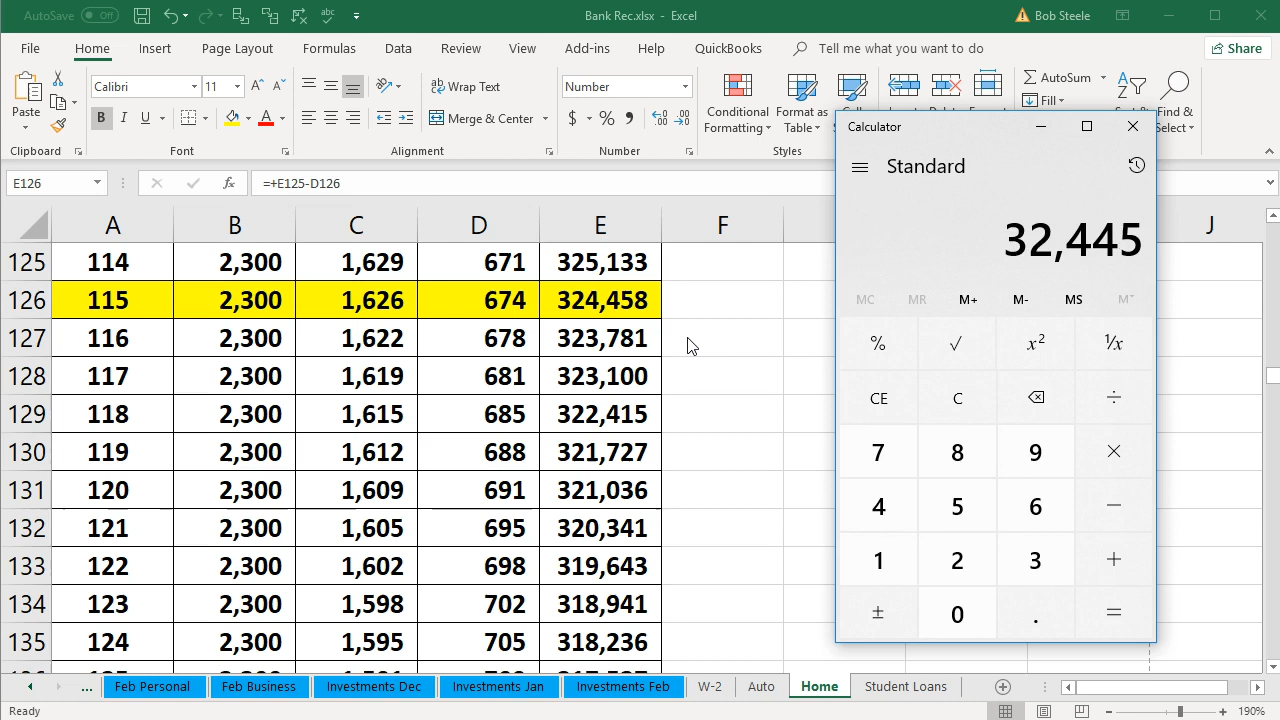 AutoSave Off Bank Rec.xlsx - Excel Bob Steele
File Home Insert Page Layout Formulas Data Review View Add-ins Help QuickBooks Tell me what you want to do Share
Paste Calibri 11 Wrap Text Number Conditional Formatting Format as Table AutoSum
B I U Merge & Center $ % Fill Find & Select
Clipboard Font Alignment Number Styles
E126 fx =+E125-D126
A B C D E F J
125 114 2,300 1,629 671 325,133
126 115 2,300 1,626 674 324,458
127 116 2,300 1,622 678 323,781
128 117 2,300 1,619 681 323,100
129 118 2,300 1,615 685 322,415
130 119 2,300 1,612 688 321,727
131 120 2,300 1,609 691 321,036
132 121 2,300 1,605 695 320,341
133 122 2,300 1,602 698 319,643
134 123 2,300 1,598 702 318,941
135 124 2,300 1,595 705 318,236
Calculator
Standard
32,445
MC MR M+ M- MS M
% √ x² ¹/x
CE C ÷
7 8 9 ×
4 5 6 −
1 2 3 +
± 0 . =
... Feb Personal Feb Business Investments Dec Investments Jan Investments Feb W-2 Auto Home Student Loans
Ready 190%